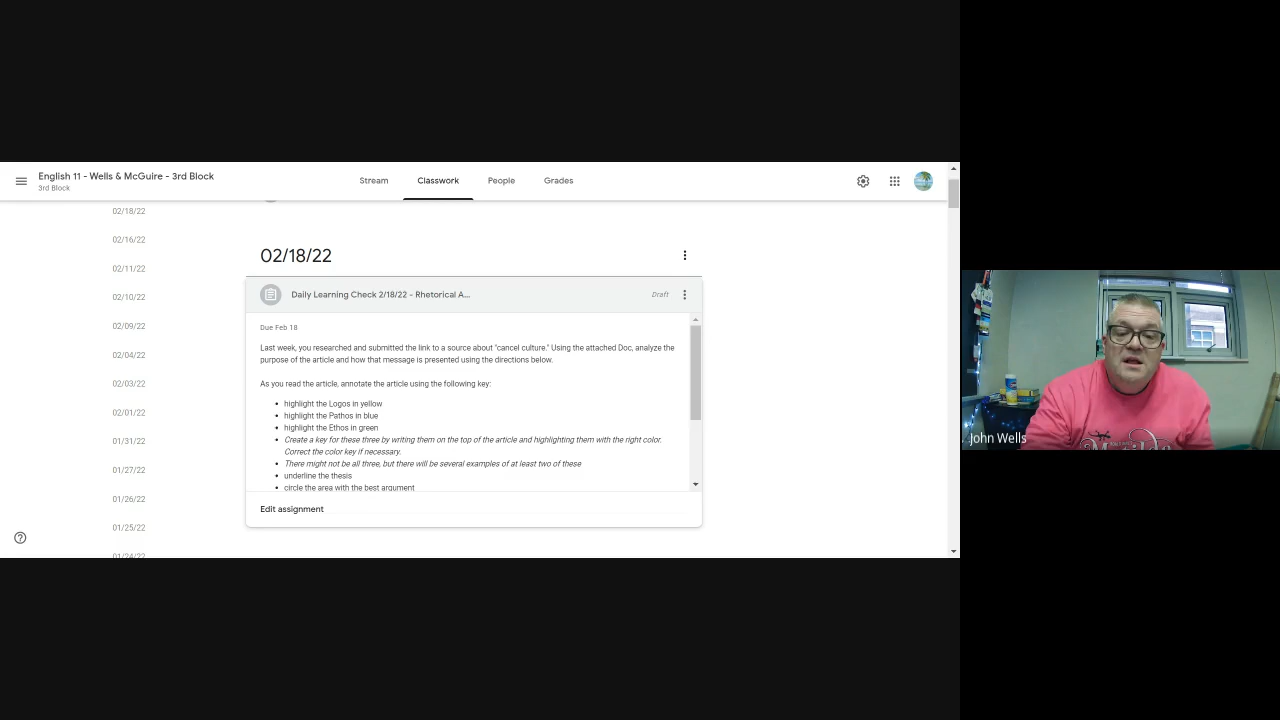 English 11 - Wells & McGuire - 3rd Block
3rd Block
Stream
Classwork
People
Grades
02/18/22
02/16/22
02/11/22
02/10/22
02/09/22
02/04/22
02/03/22
02/01/22
01/31/22
01/27/22
01/26/22
01/25/22
01/24/22
02/18/22
Daily Learning Check 2/18/22 - Rhetorical A...
Draft
Due Feb 18
Last week, you researched and submitted the link to a source about "cancel culture." Using the attached Doc, analyze the
purpose of the article and how that message is presented using the directions below.
As you read the article, annotate the article using the following key:
• highlight the Logos in yellow
• highlight the Pathos in blue
• highlight the Ethos in green
• Create a key for these three by writing them on the top of the article and highlighting them with the right color.
Correct the color key if necessary.
• There might not be all three, but there will be several examples of at least two of these
• underline the thesis
• circle the area with the best argument
Edit assignment
John Wells